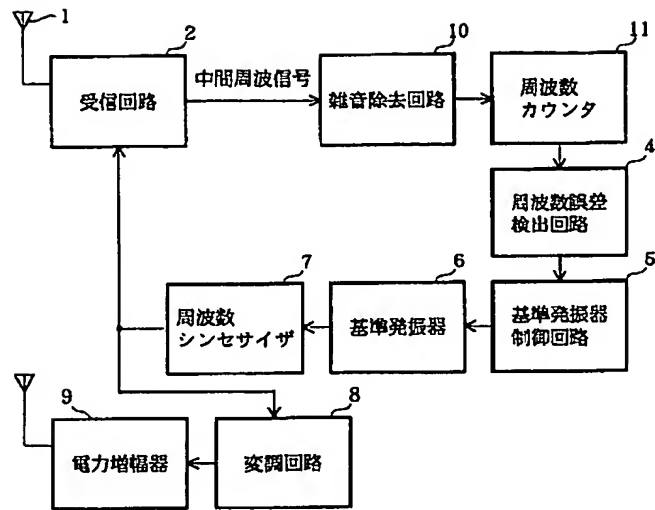 1
2
受信回路
中間周波信号
10
雑音除去回路
11
周波数
カウンタ
4
周波数誤差
検出回路
5
基準発振器
制御回路
6
基準発振器
7
周波数
シンセサイザ
8
変調回路
9
電力増幅器